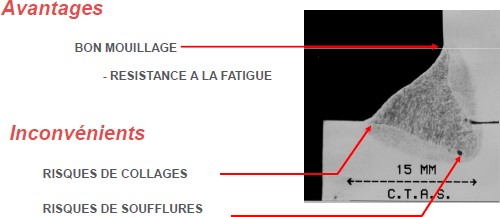 Avantages
BON MOUILLAGE
- RESISTANCE A LA FATIGUE
Inconvénients
RISQUES DE COLLAGES
RISQUES DE SOUFFLURES
15 MM
C.T.A.S.